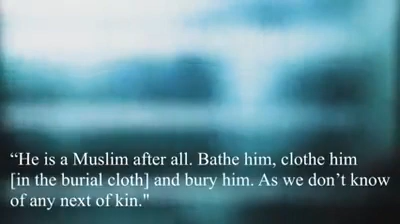 “He is a Muslim after all. Bathe him, clothe him
[in the burial cloth] and bury him. As we don’t know
of any next of kin."